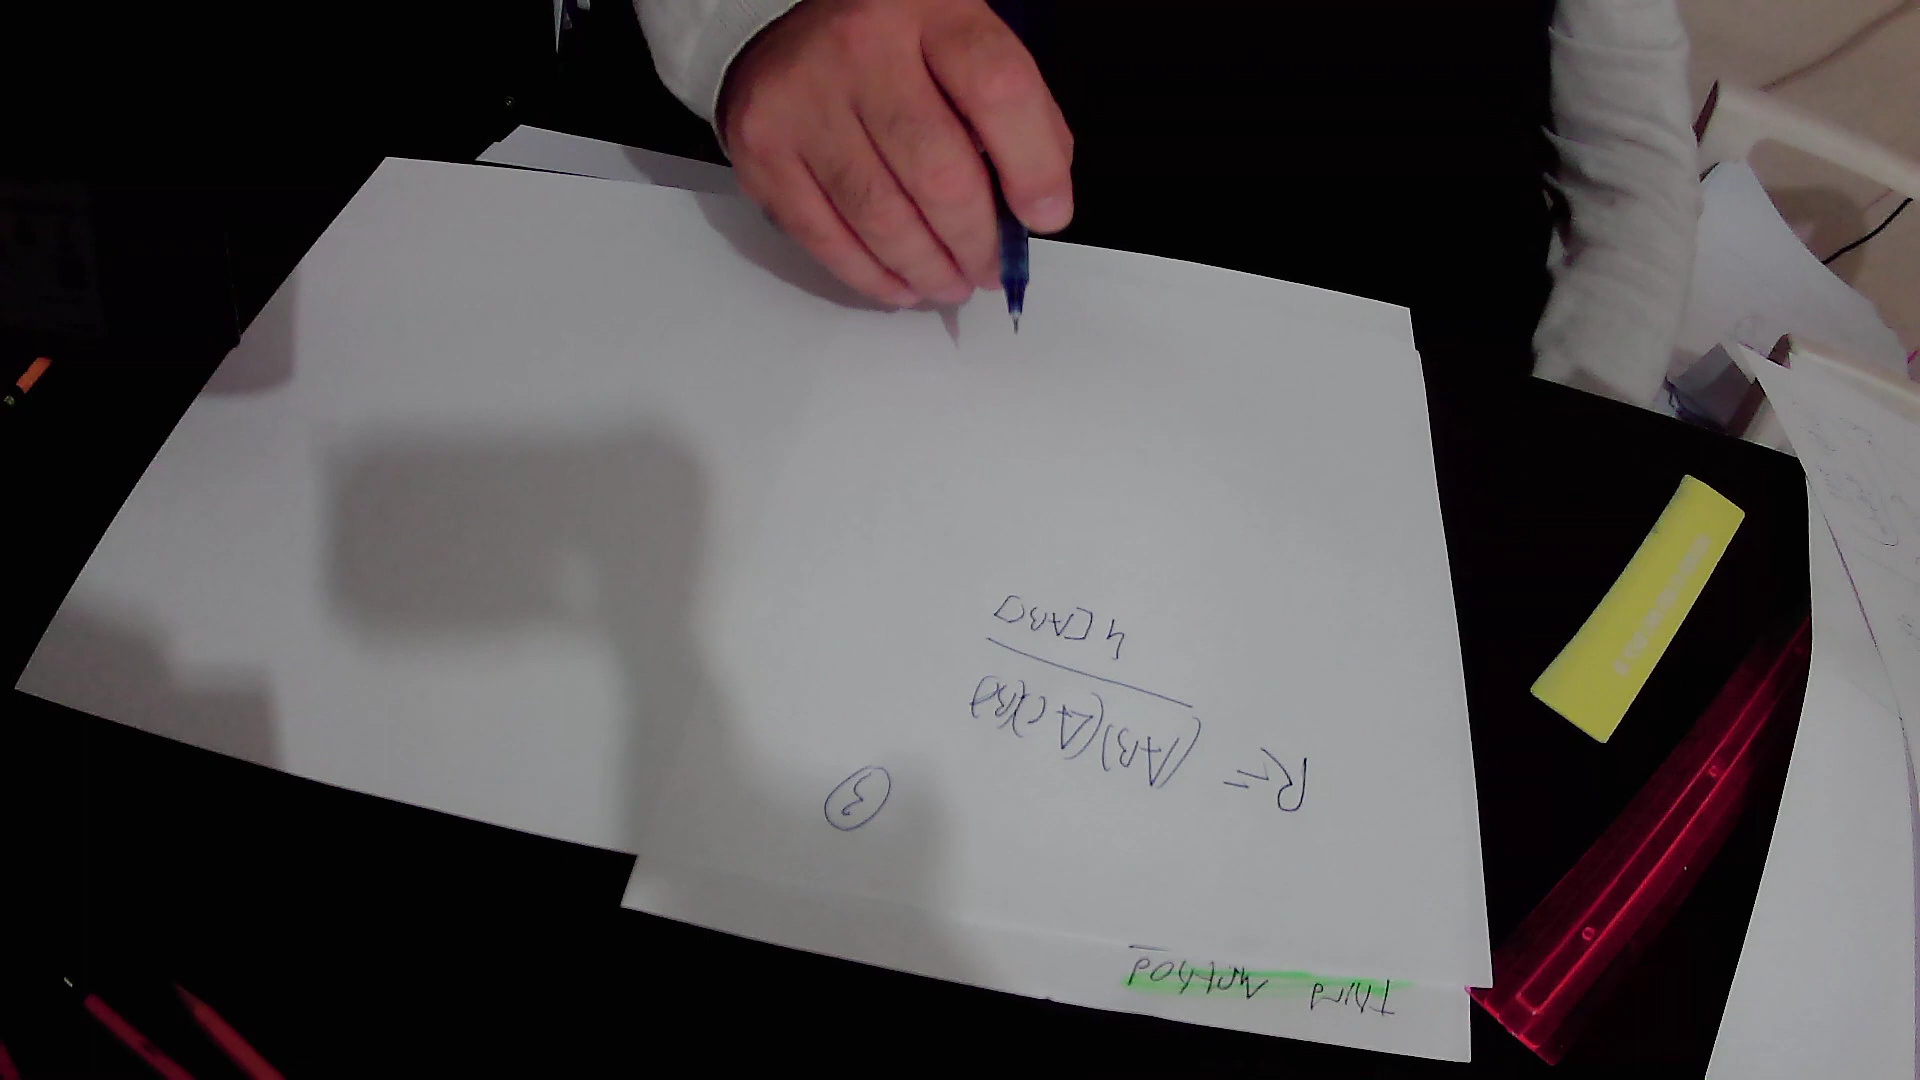 Third Method
③
R = (AB)(AC)(BC)
4[ABC]